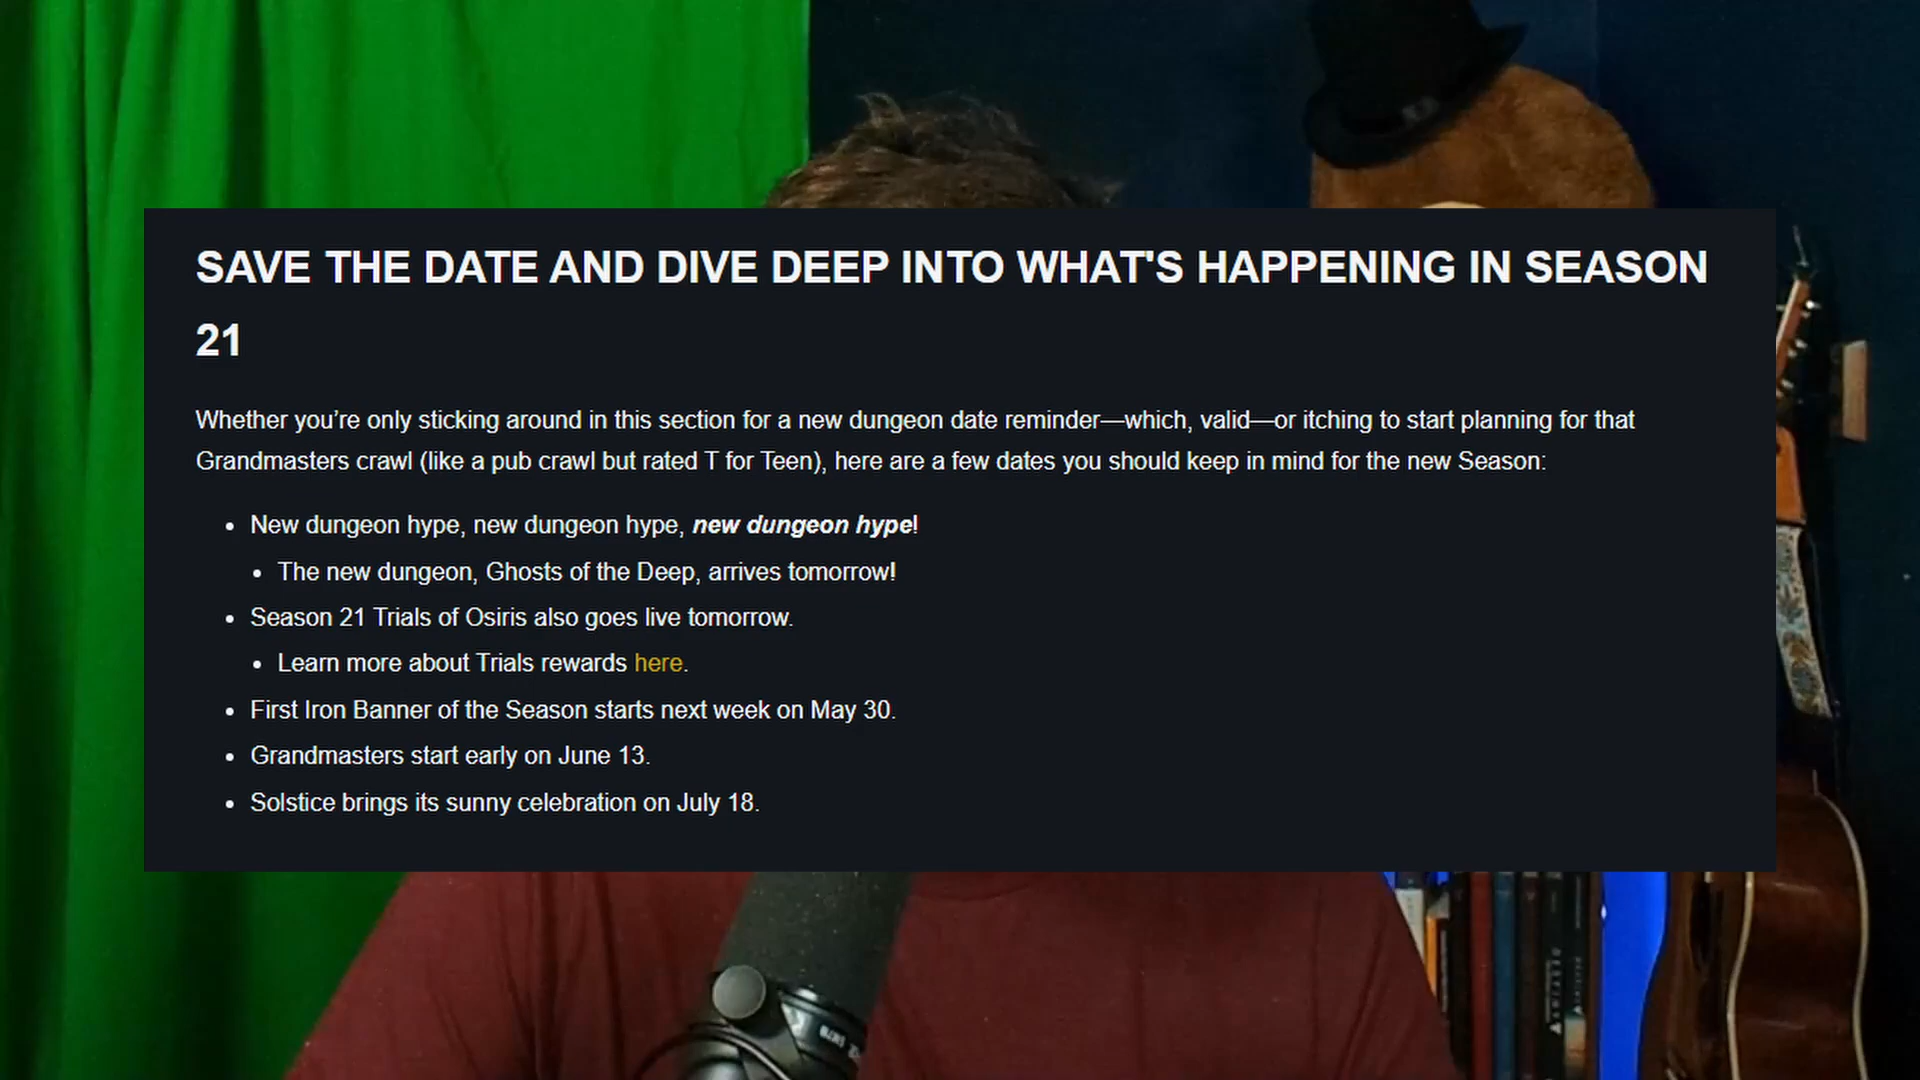 SAVE THE DATE AND DIVE DEEP INTO WHAT'S HAPPENING IN SEASON
21
Whether you’re only sticking around in this section for a new dungeon date reminder—which, valid—or itching to start planning for that
Grandmasters crawl (like a pub crawl but rated T for Teen), here are a few dates you should keep in mind for the new Season:
• New dungeon hype, new dungeon hype, new dungeon hype!
• The new dungeon, Ghosts of the Deep, arrives tomorrow!
• Season 21 Trials of Osiris also goes live tomorrow.
• Learn more about Trials rewards here.
• First Iron Banner of the Season starts next week on May 30.
• Grandmasters start early on June 13.
• Solstice brings its sunny celebration on July 18.